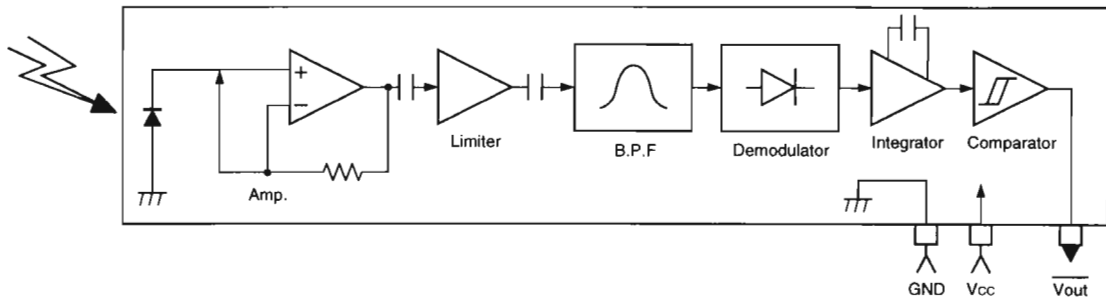 +
−
Amp.
Limiter
B.P.F
Demodulator
Integrator
Comparator
GND
Vcc
Vout